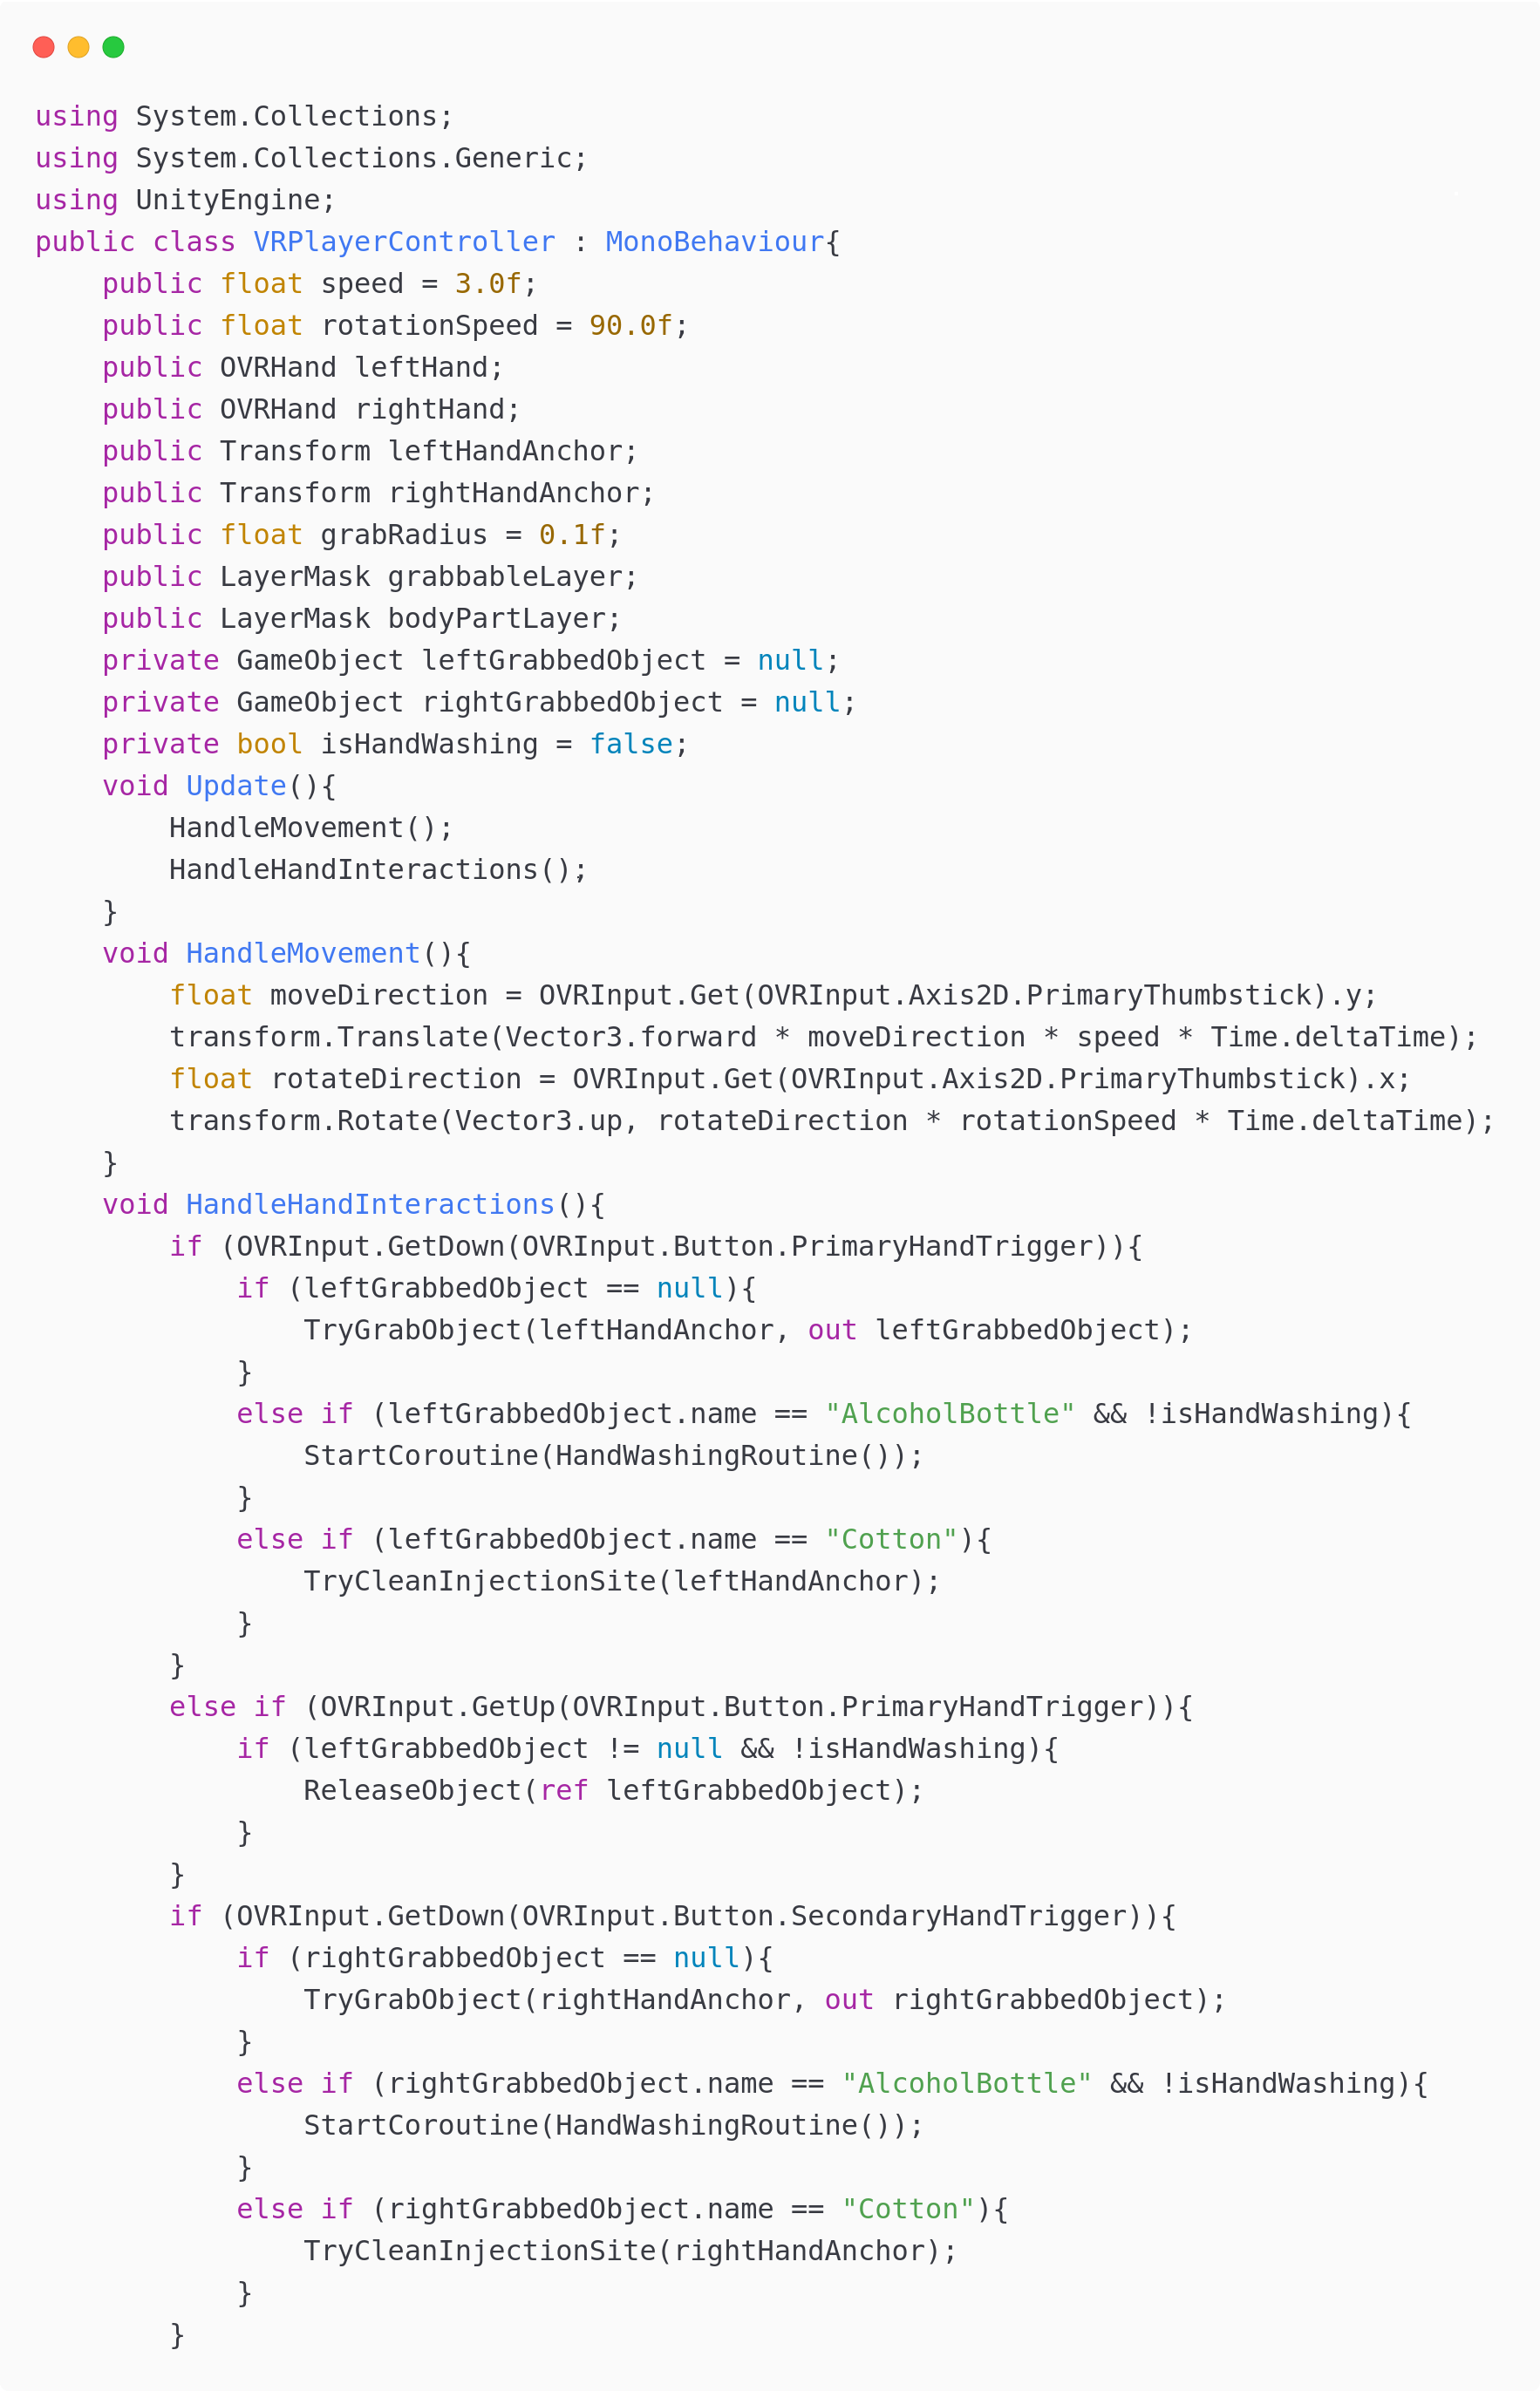 using System.Collections;
using System.Collections.Generic;
using UnityEngine;
public class VRPlayerController : MonoBehaviour{
    public float speed = 3.0f;
    public float rotationSpeed = 90.0f;
    public OVRHand leftHand;
    public OVRHand rightHand;
    public Transform leftHandAnchor;
    public Transform rightHandAnchor;
    public float grabRadius = 0.1f;
    public LayerMask grabbableLayer;
    public LayerMask bodyPartLayer;
    private GameObject leftGrabbedObject = null;
    private GameObject rightGrabbedObject = null;
    private bool isHandWashing = false;
    void Update(){
        HandleMovement();
        HandleHandInteractions();
    }
    void HandleMovement(){
        float moveDirection = OVRInput.Get(OVRInput.Axis2D.PrimaryThumbstick).y;
        transform.Translate(Vector3.forward * moveDirection * speed * Time.deltaTime);
        float rotateDirection = OVRInput.Get(OVRInput.Axis2D.PrimaryThumbstick).x;
        transform.Rotate(Vector3.up, rotateDirection * rotationSpeed * Time.deltaTime);
    }
    void HandleHandInteractions(){
        if (OVRInput.GetDown(OVRInput.Button.PrimaryHandTrigger)){
            if (leftGrabbedObject == null){
                TryGrabObject(leftHandAnchor, out leftGrabbedObject);
            }
            else if (leftGrabbedObject.name == "AlcoholBottle" && !isHandWashing){
                StartCoroutine(HandWashingRoutine());
            }
            else if (leftGrabbedObject.name == "Cotton"){
                TryCleanInjectionSite(leftHandAnchor);
            }
        }
        else if (OVRInput.GetUp(OVRInput.Button.PrimaryHandTrigger)){
            if (leftGrabbedObject != null && !isHandWashing){
                ReleaseObject(ref leftGrabbedObject);
            }
        }
        if (OVRInput.GetDown(OVRInput.Button.SecondaryHandTrigger)){
            if (rightGrabbedObject == null){
                TryGrabObject(rightHandAnchor, out rightGrabbedObject);
            }
            else if (rightGrabbedObject.name == "AlcoholBottle" && !isHandWashing){
                StartCoroutine(HandWashingRoutine());
            }
            else if (rightGrabbedObject.name == "Cotton"){
                TryCleanInjectionSite(rightHandAnchor);
            }
        }